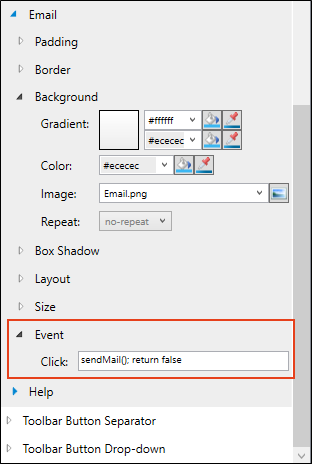 Email
Padding
Border
Background
Gradient: #ffffff
#ececec
Color: #ececec
Image: Email.png
Repeat: no-repeat
Box Shadow
Layout
Size
Event
Click: sendMail(); return false
Help
Toolbar Button Separator
Toolbar Button Drop-down